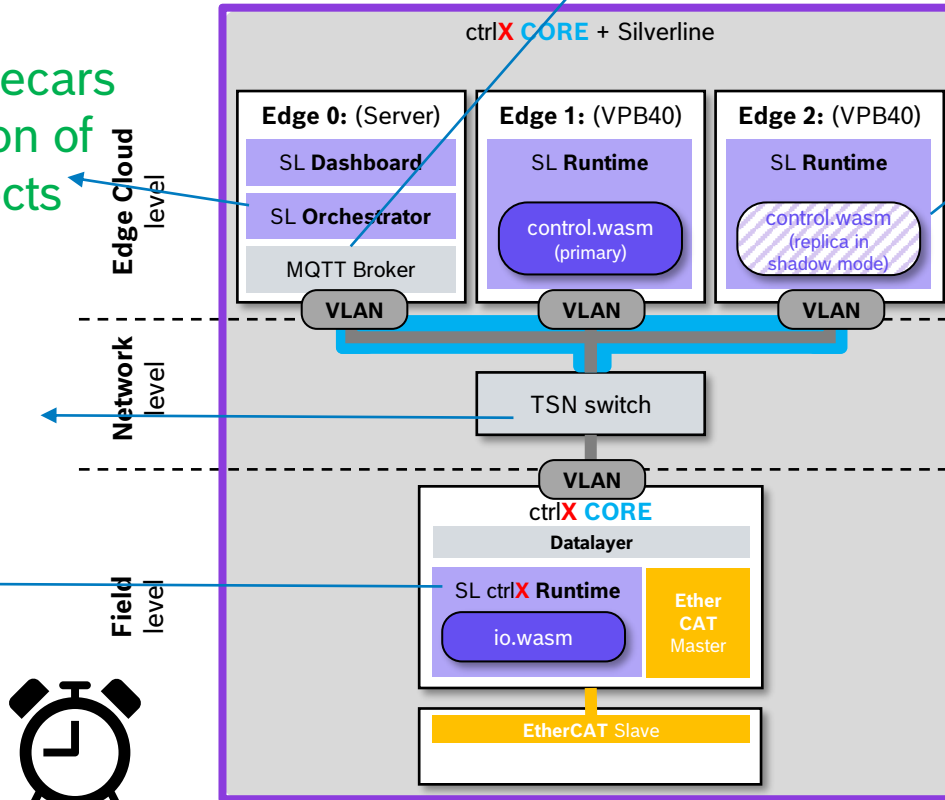 ctrlX CORE + Silverline
ecars
on of
cts
Edge Cloud
level
Edge 0: (Server)
SL Dashboard
SL Orchestrator
MQTT Broker
VLAN
Edge 1: (VPB40)
SL Runtime
control.wasm
(primary)
VLAN
Edge 2: (VPB40)
SL Runtime
control.wasm
(replica in
shadow mode)
VLAN
Network
level
TSN switch
VLAN
Field
level
ctrlX CORE
Datalayer
SL ctrlX Runtime
io.wasm
Ether
CAT
Master
EtherCAT Slave